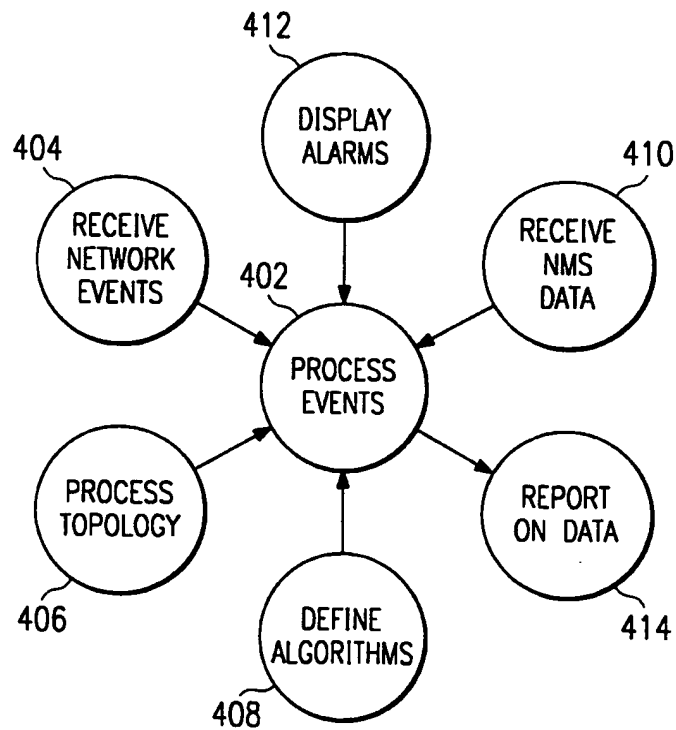 412
DISPLAY
ALARMS
404
RECEIVE
NETWORK
EVENTS
410
RECEIVE
NMS
DATA
402
PROCESS
EVENTS
PROCESS
TOPOLOGY
406
REPORT
ON DATA
414
DEFINE
ALGORITHMS
408